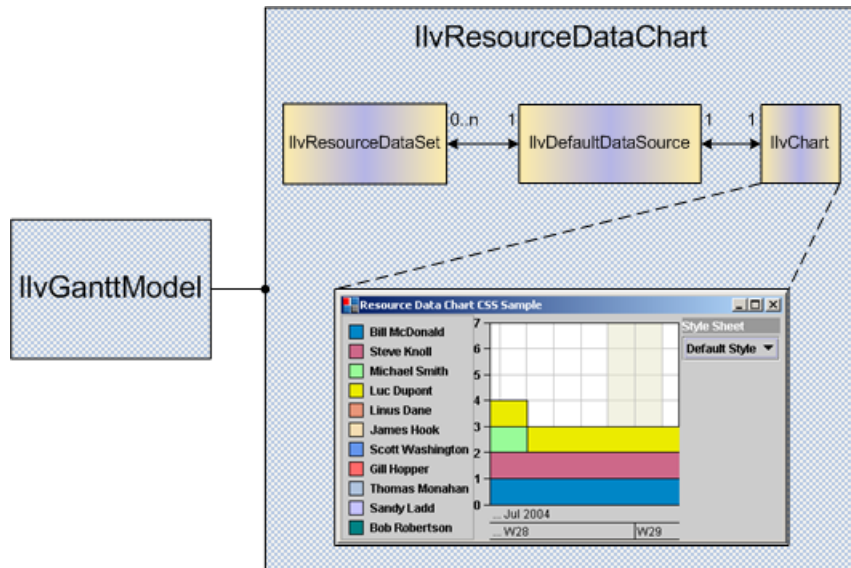 IlvResourceDataChart
IlvResourceDataSet
0..n
1
IlvDefaultDataSource
1
1
IlvChart
IlvGanttModel
Resource Data Chart CSS Sample
Bill McDonald
Steve Knoll
Michael Smith
Luc Dupont
Linus Dane
James Hook
Scott Washington
Gill Hopper
Thomas Monahan
Sandy Ladd
Bob Robertson
7
6
5
4
3
2
1
0
... Jul 2004
... W28
W29
Style Sheet
Default Style